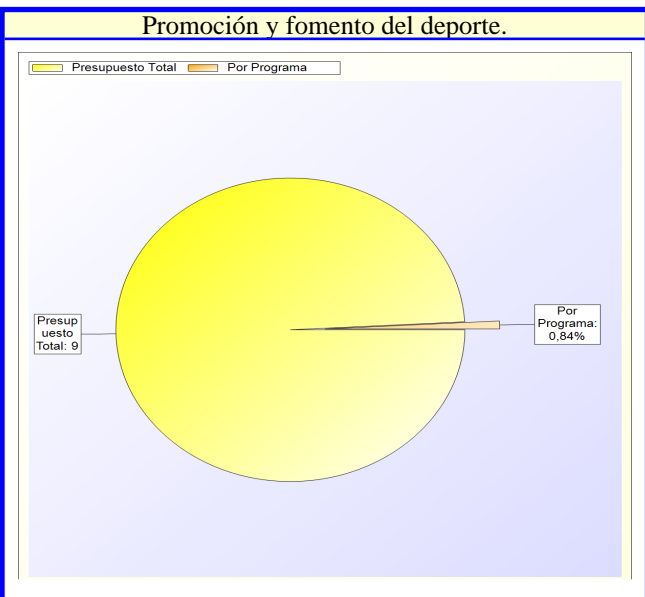 Promoción y fomento del deporte.
Presupuesto Total Por Programa
Presup
uesto
Total: 9
Por
Programa:
0,84%